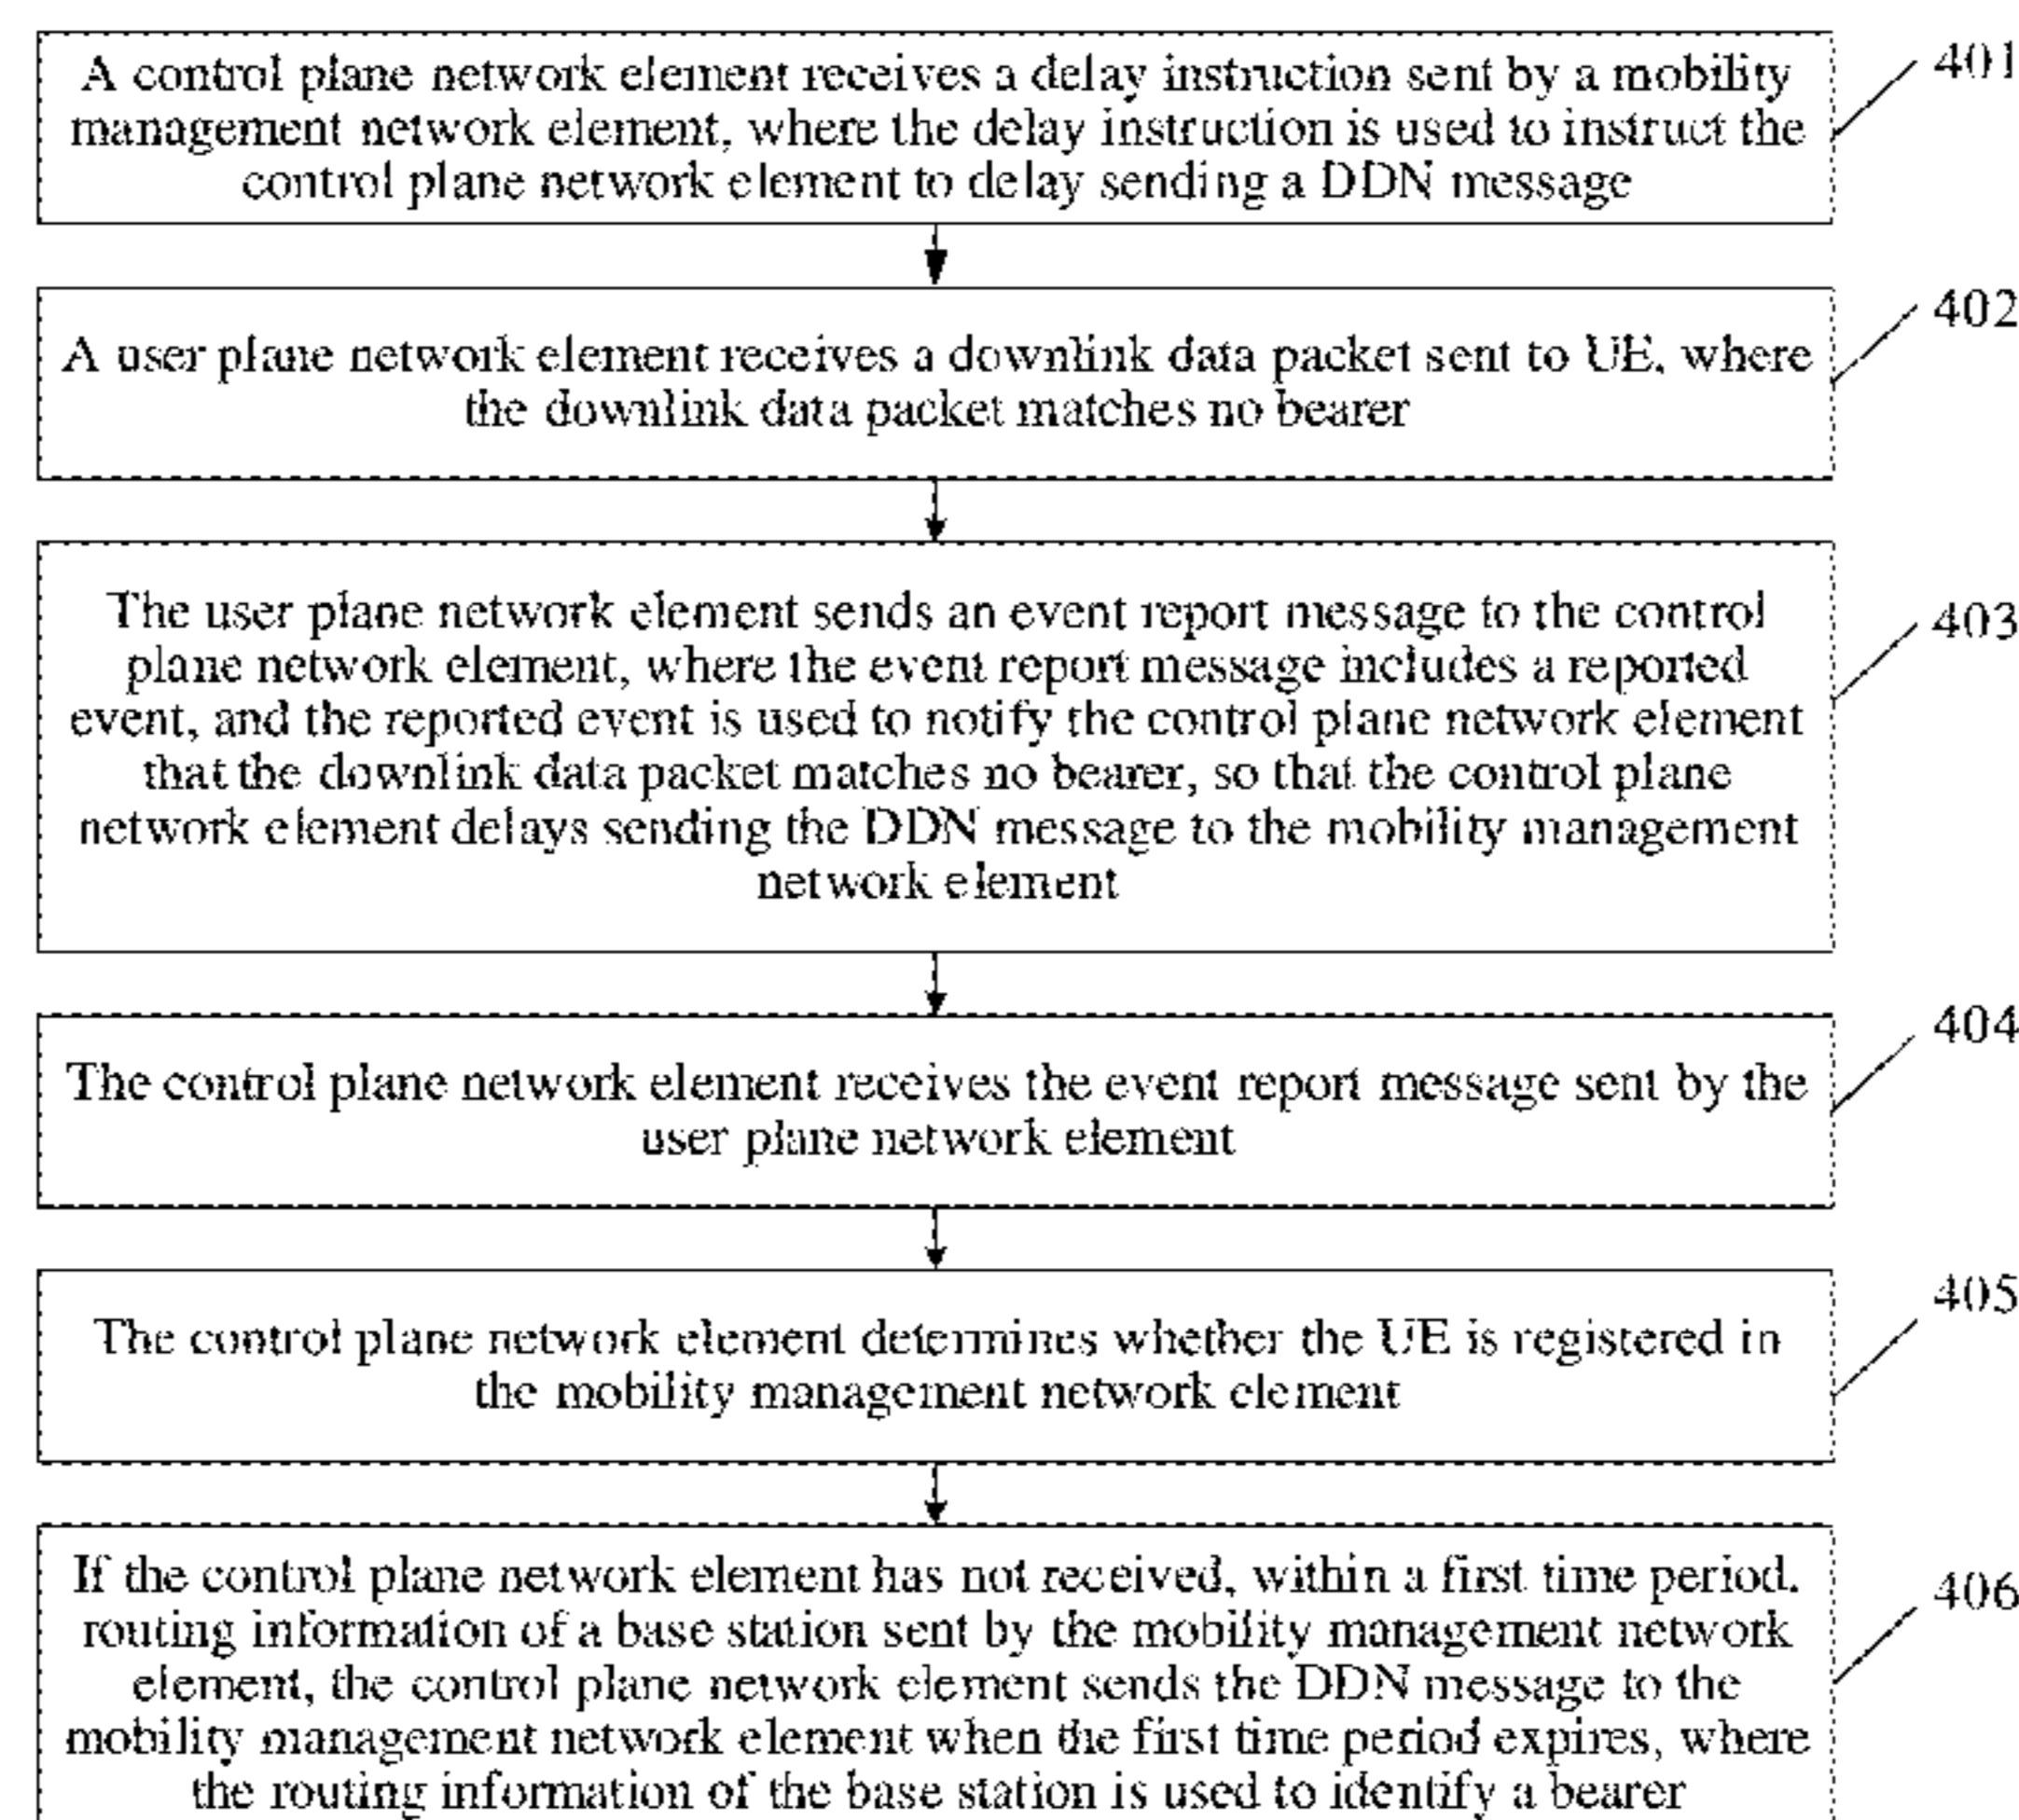 A control plane network element receives a delay instruction sent by a mobility
management network element, where the delay instruction is used to instruct the
control plane network element to delay sending a DDN message
401
A user plane network element receives a downlink data packet sent to UE, where
the downlink data packet matches no bearer
402
The user plane network element sends an event report message to the control
plane network element, where the event report message includes a reported
event, and the reported event is used to notify the control plane network element
that the downlink data packet matches no bearer, so that the control plane
network element delays sending the DDN message to the mobility management
network element
403
The control plane network element receives the event report message sent by the
user plane network element
404
The control plane network element determines whether the UE is registered in
the mobility management network element
405
If the control plane network element has not received, within a first time period,
routing information of a base station sent by the mobility management network
element, the control plane network element sends the DDN message to the
mobility management network element when the first time period expires, where
the routing information of the base station is used to identify a bearer
406